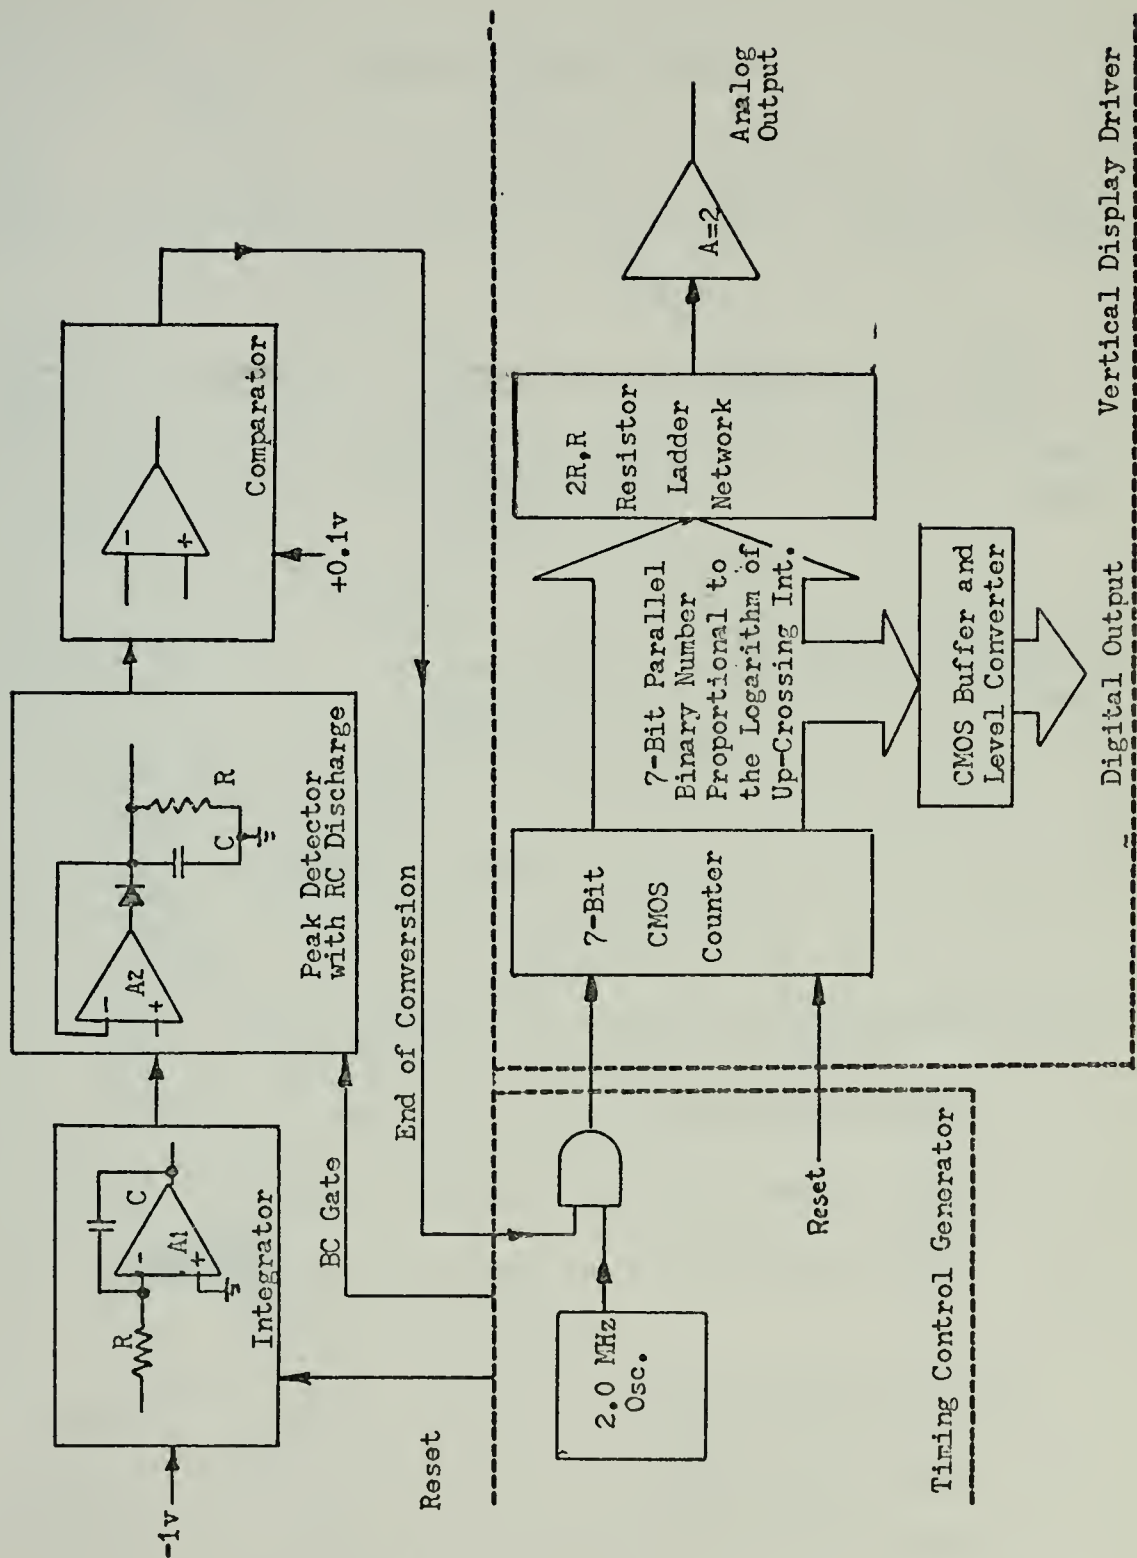 -1v
R
C
A1
-
+
Integrator
Reset
BC Gate
A2
-
+
C
R
Peak Detector
with RC Discharge
-
+
Comparator
+0.1v
End of Conversion
2.0 MHz
Osc.
Reset
Timing Control Generator
7-Bit
CMOS
Counter
7-Bit Parallel
Binary Number
Proportional to
the Logarithm of
Up-Crossing Int.
2R,R
Resistor
Ladder
Network
A=2
Analog
Output
CMOS Buffer and
Level Converter
Digital Output
Vertical Display Driver